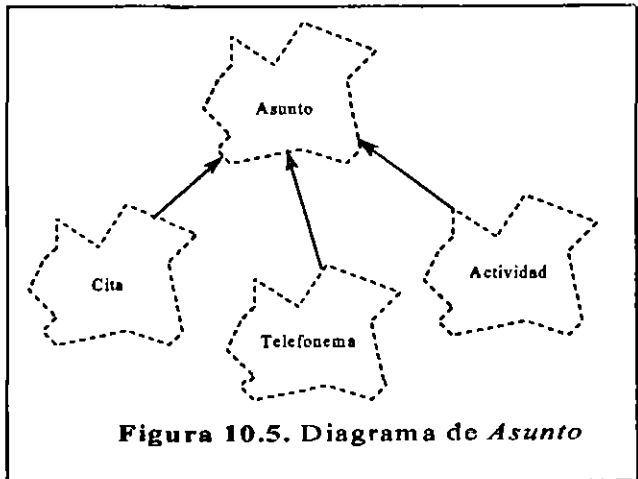 Asunto
Cita
Telefonema
Actividad
Figura 10.5. Diagrama de Asunto